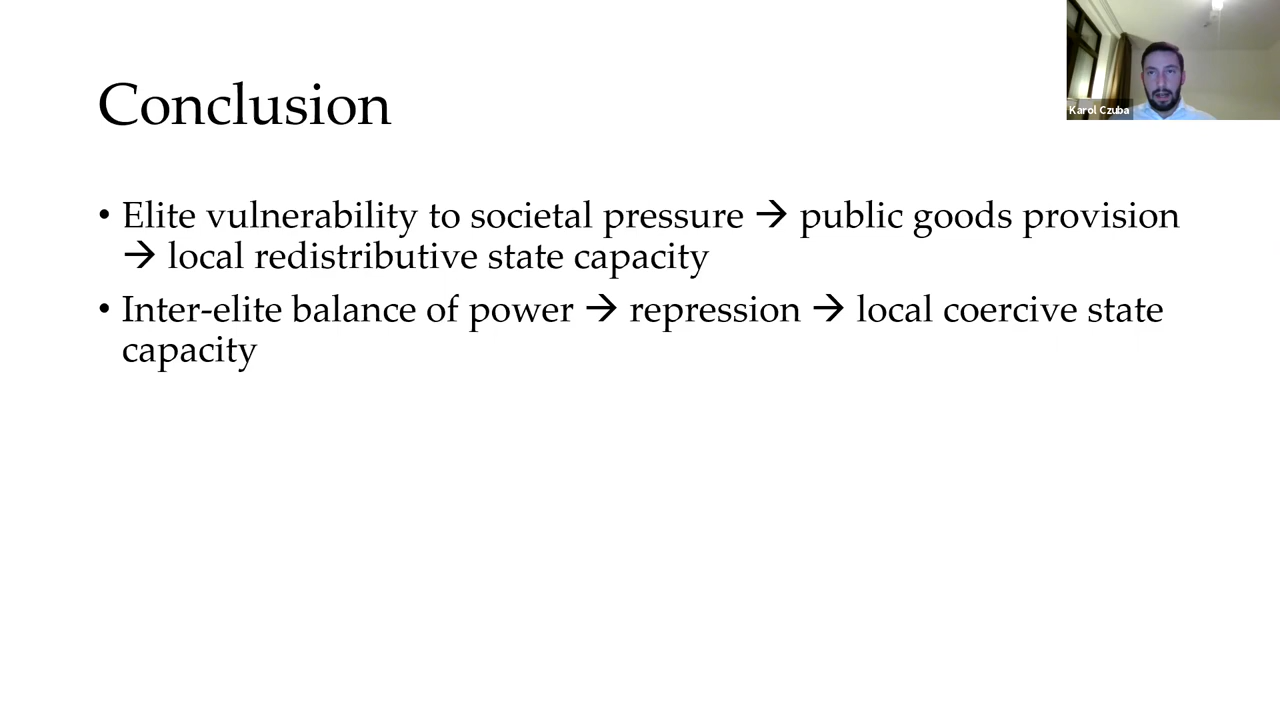 Conclusion
Karol Czuba
• Elite vulnerability to societal pressure → public goods provision
→ local redistributive state capacity
• Inter-elite balance of power → repression → local coercive state
capacity